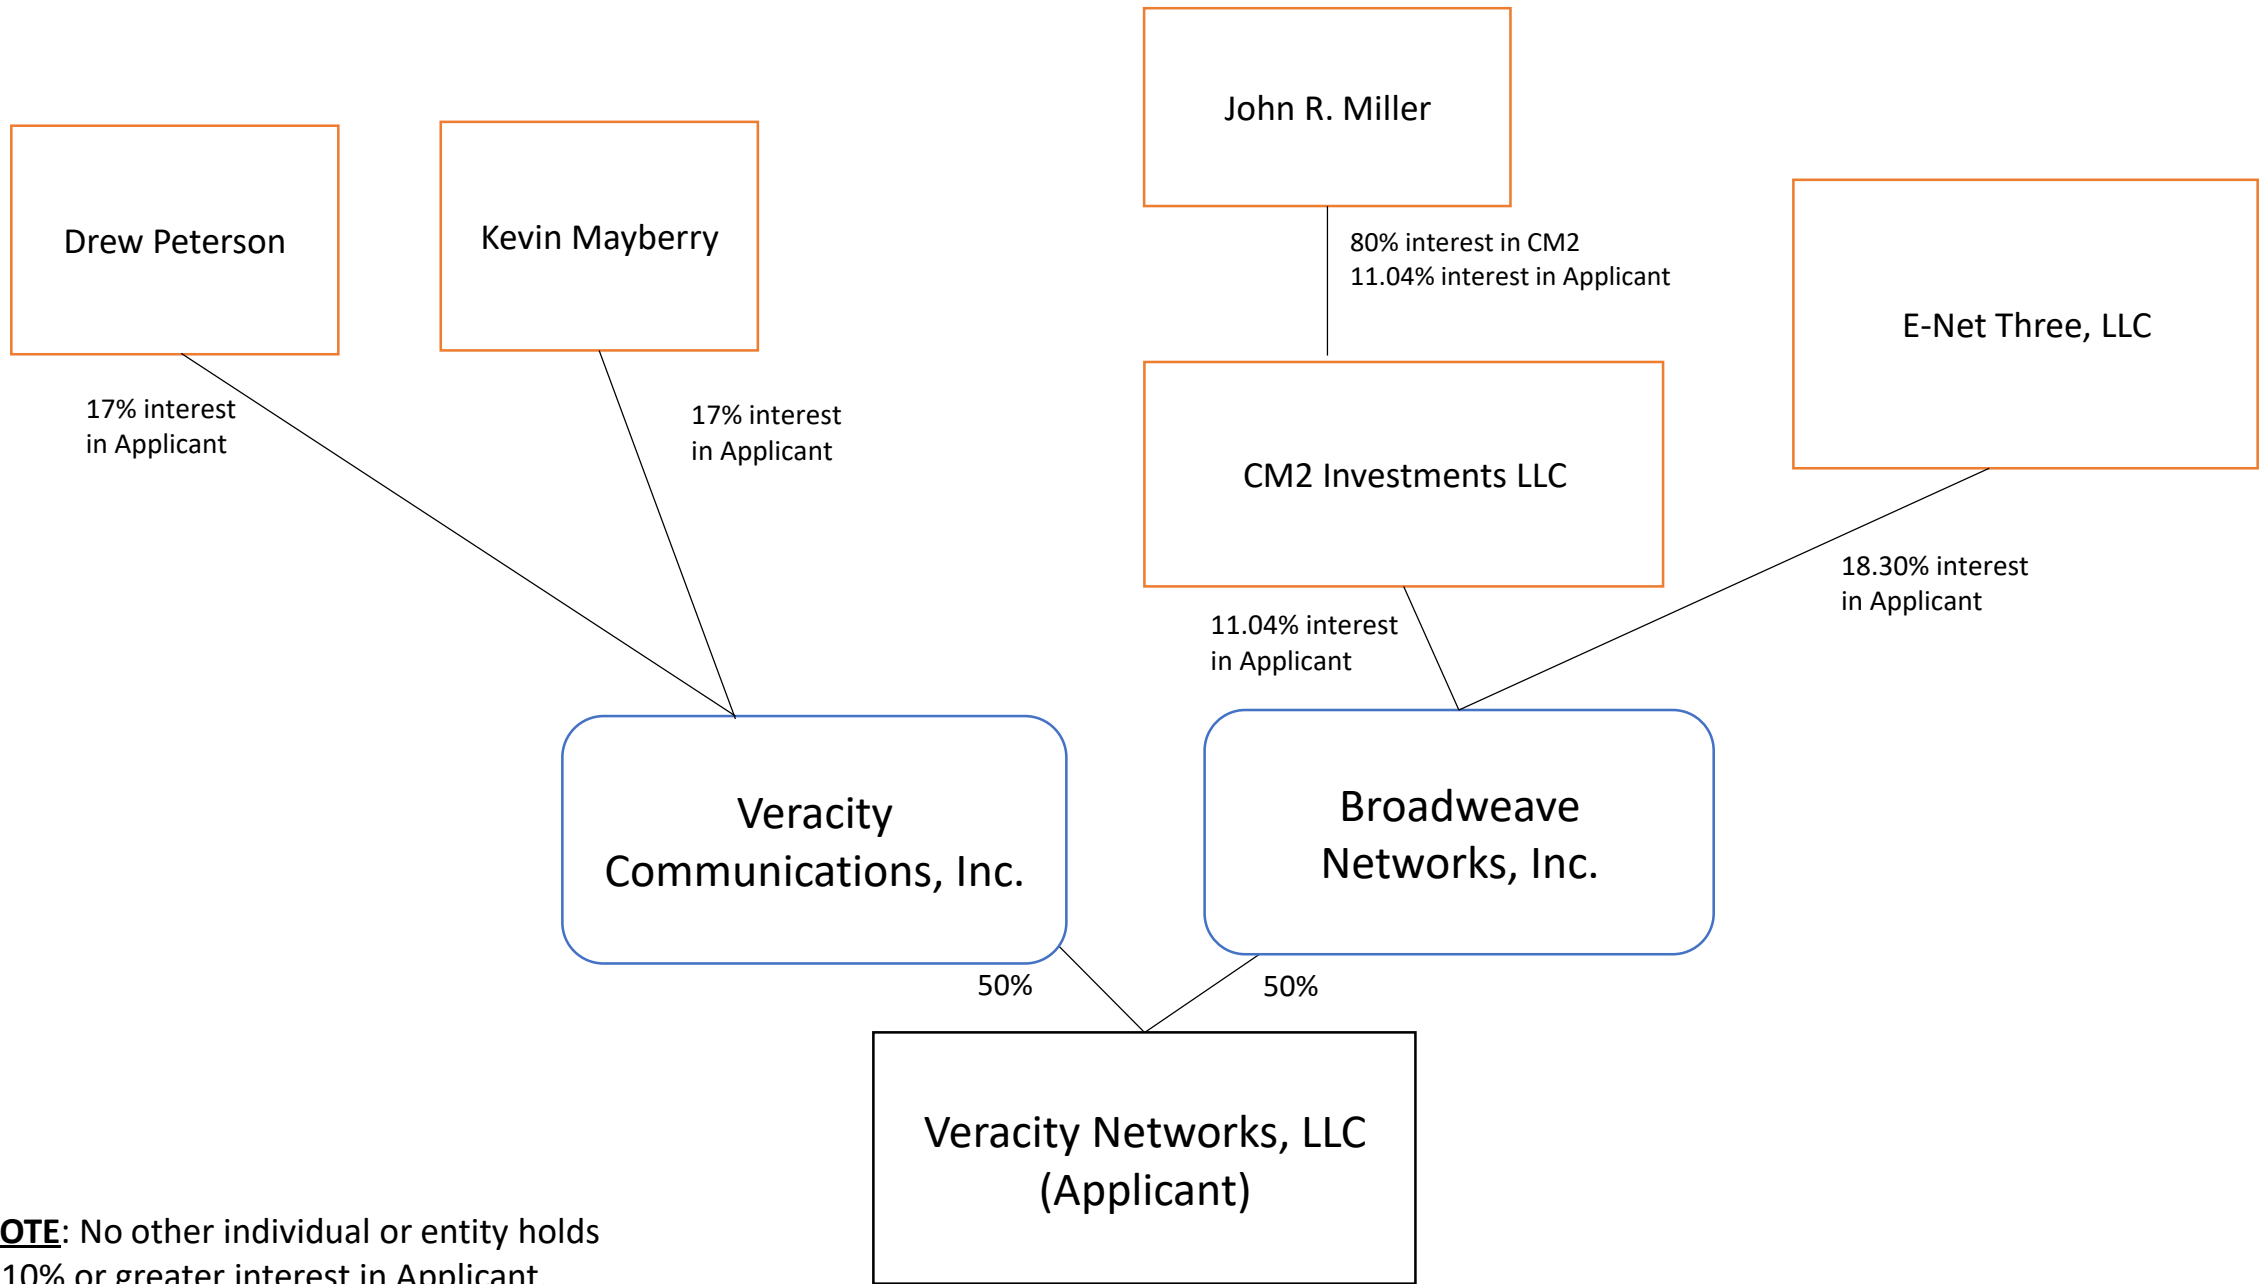 John R. Miller
Drew Peterson
Kevin Mayberry
80% interest in CM2
11.04% interest in Applicant
E-Net Three, LLC
17% interest
in Applicant
17% interest
in Applicant
CM2 Investments LLC
18.30% interest
in Applicant
11.04% interest
in Applicant
Veracity
Communications, Inc.
Broadweave
Networks, Inc.
50%
50%
Veracity Networks, LLC
(Applicant)
OTE: No other individual or entity holds
10% or greater interest in Applicant